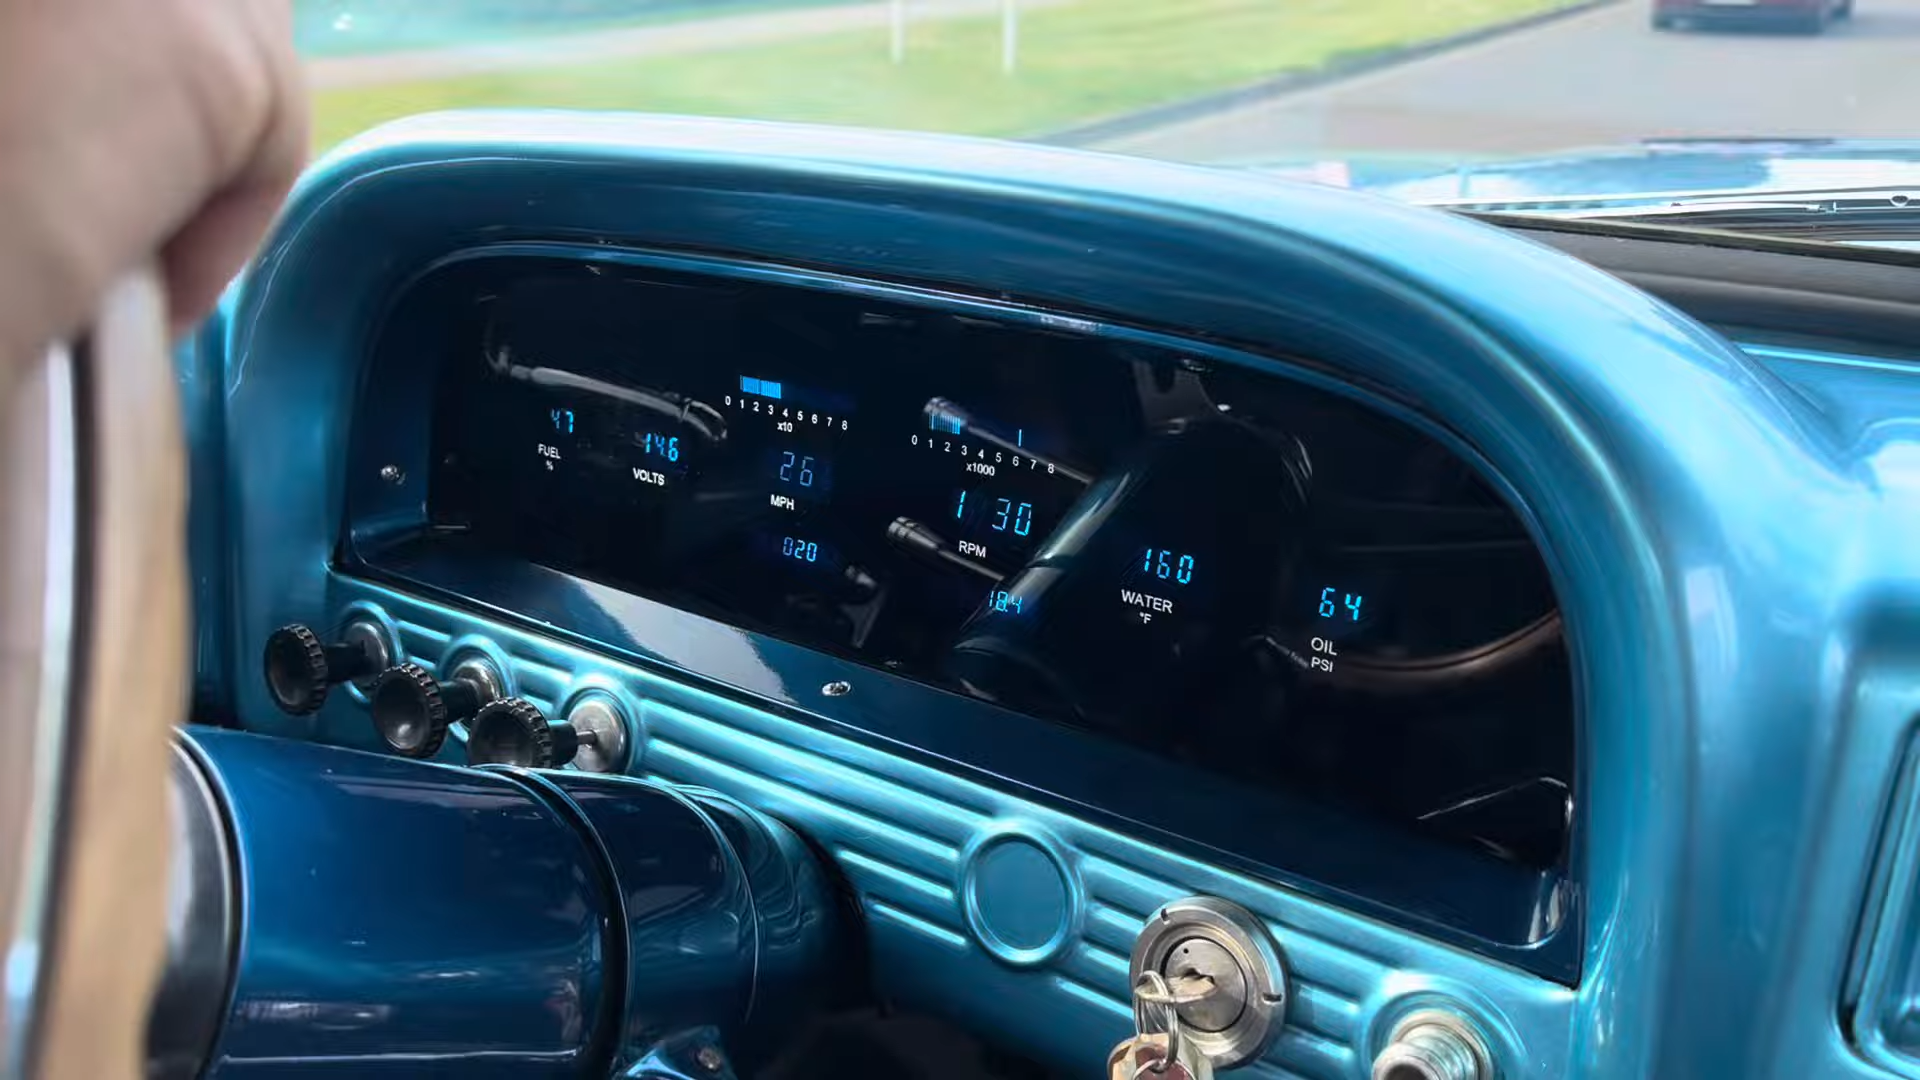 47
FUEL
%
14.6
VOLTS
0 1 2 3 4 5 6 7 8
x10
26
MPH
020
0 1 2 3 4 5 6 7 8
x1000
1 30
RPM
18.4
160
WATER
°F
64
OIL
PSI